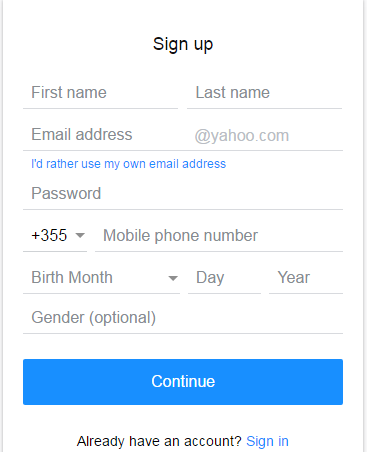 Sign up
First name Last name
Email address @yahoo.com
I'd rather use my own email address
Password
+355 Mobile phone number
Birth Month Day Year
Gender (optional)
Continue
Already have an account? Sign in